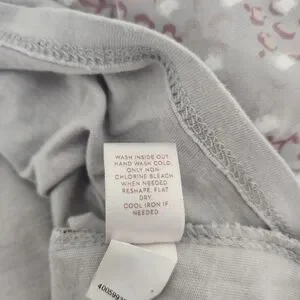 WASH INSIDE OUT.
HAND WASH COLD.
ONLY NON-
CHLORINE BLEACH
WHEN NEEDED
RESHAPE, FLAT
DRY.
COOL IRON IF
NEEDED